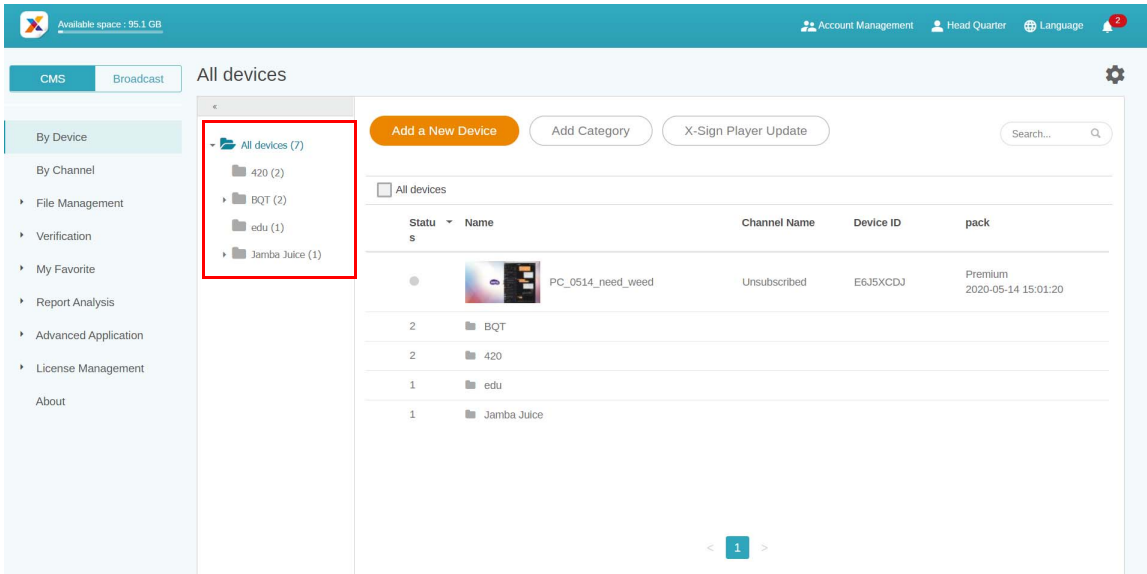 Available space : 95.1 GB
Account Management
Head Quarter
Language
2
CMS
Broadcast
By Device
By Channel
File Management
Verification
My Favorite
Report Analysis
Advanced Application
License Management
About
All devices
«
All devices (7)
420 (2)
BQT (2)
edu (1)
Jamba Juice (1)
Add a New Device
Add Category
X-Sign Player Update
Search...
All devices
Statu
s
Name
Channel Name
Device ID
pack
PC_0514_need_weed
Unsubscribed
E6J5XCDJ
Premium
2020-05-14 15:01:20
2 BQT
2 420
1 edu
1 Jamba Juice
< 1 >